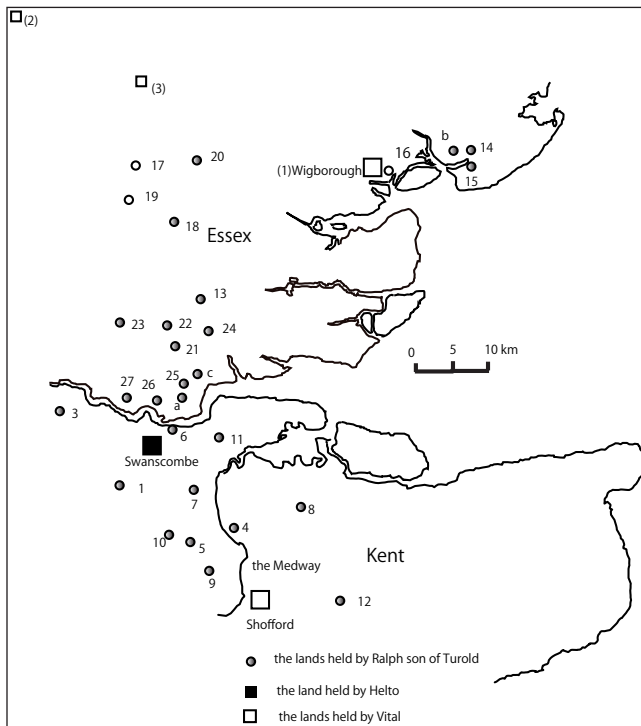 (2)
(3)
b
14
16
20
17
(1)Wigborough
15
19
18
Essex
13
23
22
24
21
0
5
10 km
c
25
27
26
a
3
6
11
Swanscombe
1
7
8
4
10
5
Kent
the Medway
9
12
Shofford
the lands held by Ralph son of Turold
the land held by Helto
the lands held by Vital